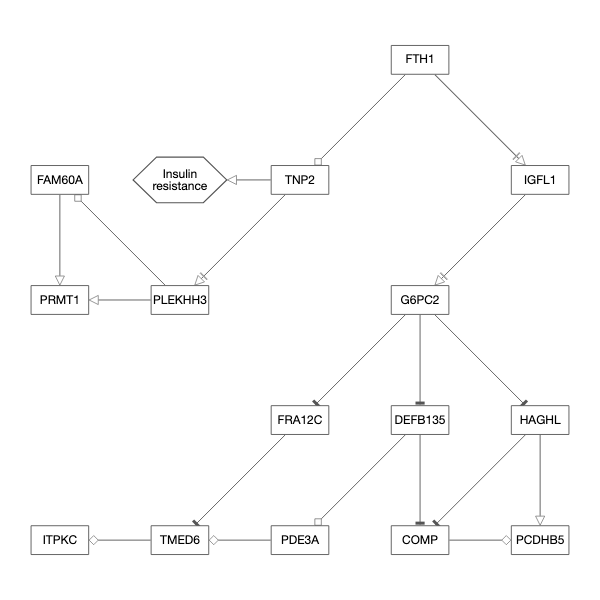 FTH1
Insulin
resistance
FAM60A
TNP2
IGFL1
PRMT1
PLEKHH3
G6PC2
FRA12C
DEFB135
HAGHL
ITPKC
TMED6
PDE3A
COMP
PCDHB5